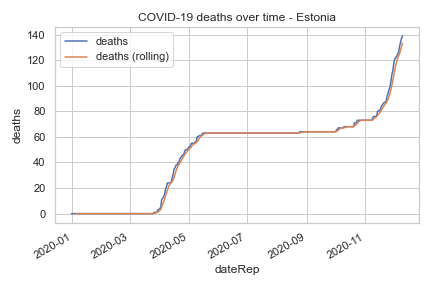 COVID-19 deaths over time - Estonia
deaths
deaths (rolling)
deaths
140
120
100
80
60
40
20
0
2020-01
2020-03
2020-05
2020-07
2020-09
2020-11
dateRep